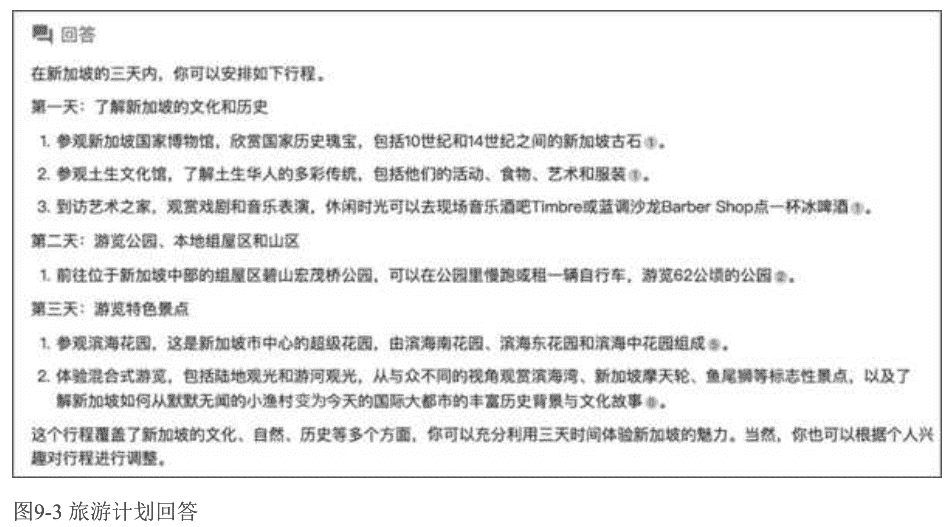 回答
在新加坡的三天内，你可以安排如下行程。
第一天：了解新加坡的文化和历史
1. 参观新加坡国家博物馆，欣赏国家历史瑰宝，包括10世纪和14世纪之间的新加坡古石①。
2. 参观土生文化馆，了解土生华人的多彩传统，包括他们的活动、食物、艺术和服装①。
3. 到访艺术之家，观赏戏剧和音乐表演，休闲时光可以去现场音乐酒吧Timbre或蓝调沙龙Barber Shop点一杯冰啤酒①。
第二天：游览公园、本地组屋区和山区
1. 前往位于新加坡中部的组屋区碧山宏茂桥公园，可以在公园里慢跑或租一辆自行车，游览62公顷的公园②。
第三天：游览特色景点
1. 参观滨海花园，这是新加坡市中心的超级花园，由滨海南花园、滨海东花园和滨海中花园组成。
2. 体验混合式游览，包括陆地观光和游河观光，从与众不同的视角观赏滨海湾、新加坡摩天轮、鱼尾狮等标志性景点，以及了
解新加坡如何从默默无闻的小渔村变为今天的国际大都市的丰富历史背景与文化故事。
这个行程覆盖了新加坡的文化、自然、历史等多个方面，你可以充分利用三天时间体验新加坡的魅力。当然，你也可以根据个人兴
趣对行程进行调整。
图9-3 旅游计划回答